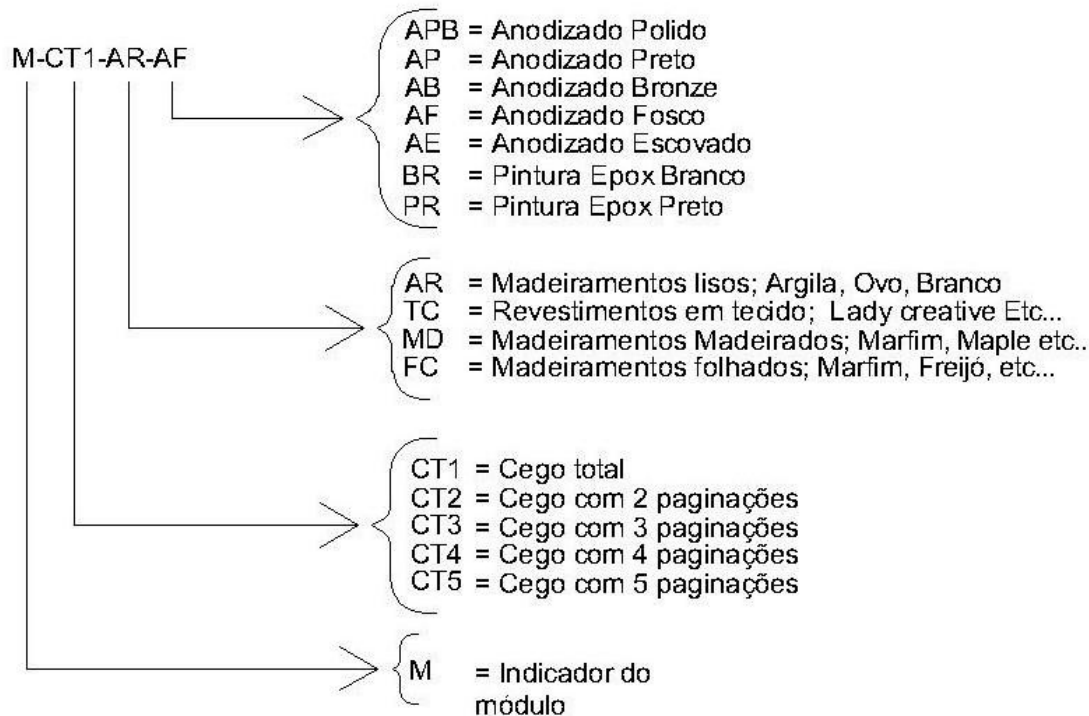 M-CT1-AR-AF
APB = Anodizado Polido
AP = Anodizado Preto
AB = Anodizado Bronze
AF = Anodizado Fosco
AE = Anodizado Escovado
BR = Pintura Epox Branco
PR = Pintura Epox Preto
AR = Madeiramentos lisos; Argila, Ovo, Branco
TC = Revestimentos em tecido; Lady creative Etc...
MD = Madeiramentos Madeirados; Marfim, Maple etc..
FC = Madeiramentos folhados; Marfim, Freijó, etc...
CT1 = Cego total
CT2 = Cego com 2 paginações
CT3 = Cego com 3 paginações
CT4 = Cego com 4 paginações
CT5 = Cego com 5 paginações
M = Indicador do
módulo